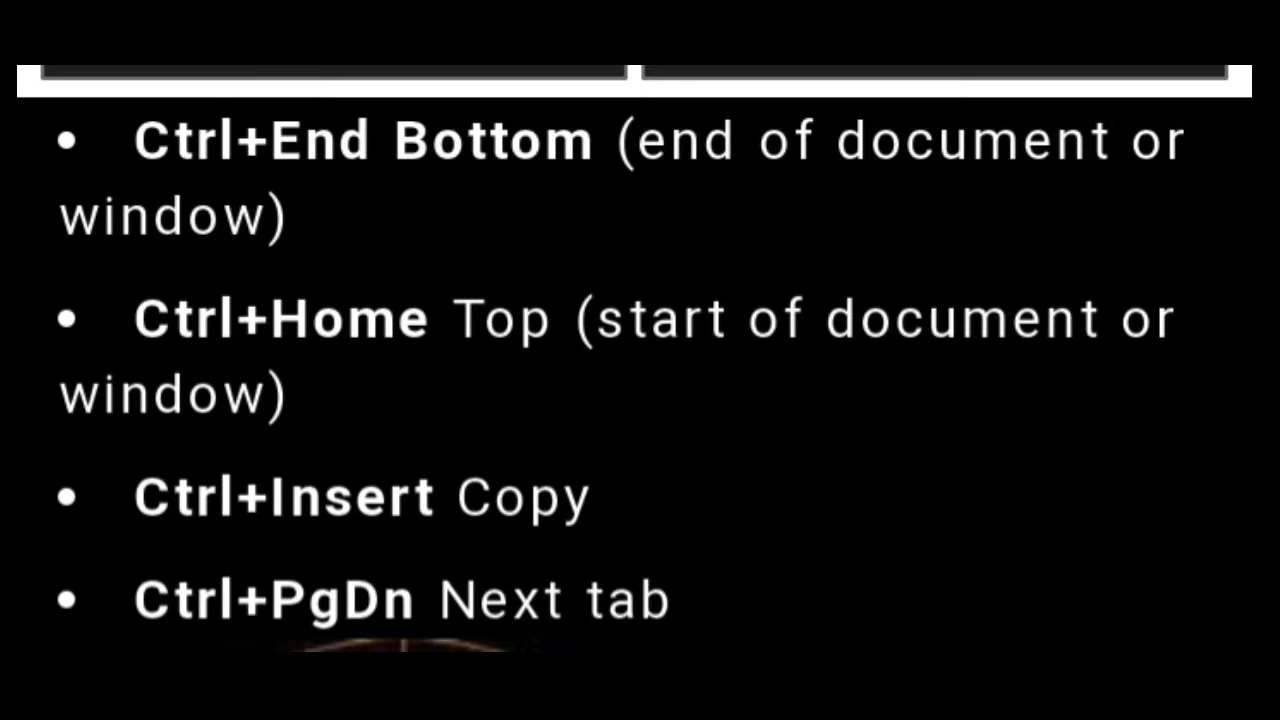 • Ctrl+End Bottom (end of document or
window)
• Ctrl+Home Top (start of document or
window)
• Ctrl+Insert Copy
• Ctrl+PgDn Next tab